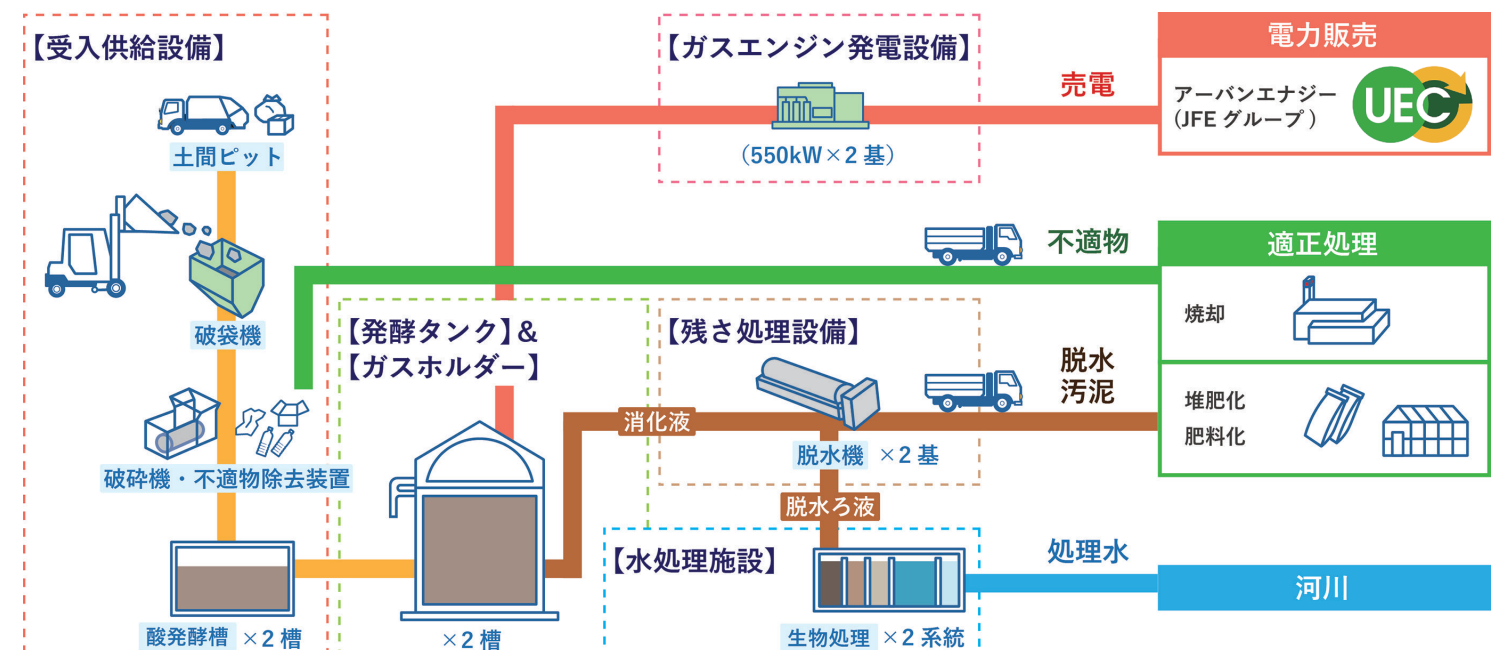 【受入供給設備】
土間ピット
破袋機
破砕機・不適物除去装置
酸発酵槽 ×2槽
【発酵タンク】&
【ガスホルダー】
×2槽
【ガスエンジン発電設備】
(550kW×2基)
売電
電力販売
アーバンエナジー
(JFEグループ)
UEC
不適物
適正処理
焼却
堆肥化
肥料化
【残さ処理設備】
消化液
脱水機 ×2基
脱水
汚泥
脱水ろ液
【水処理施設】
生物処理 ×2系統
処理水
河川